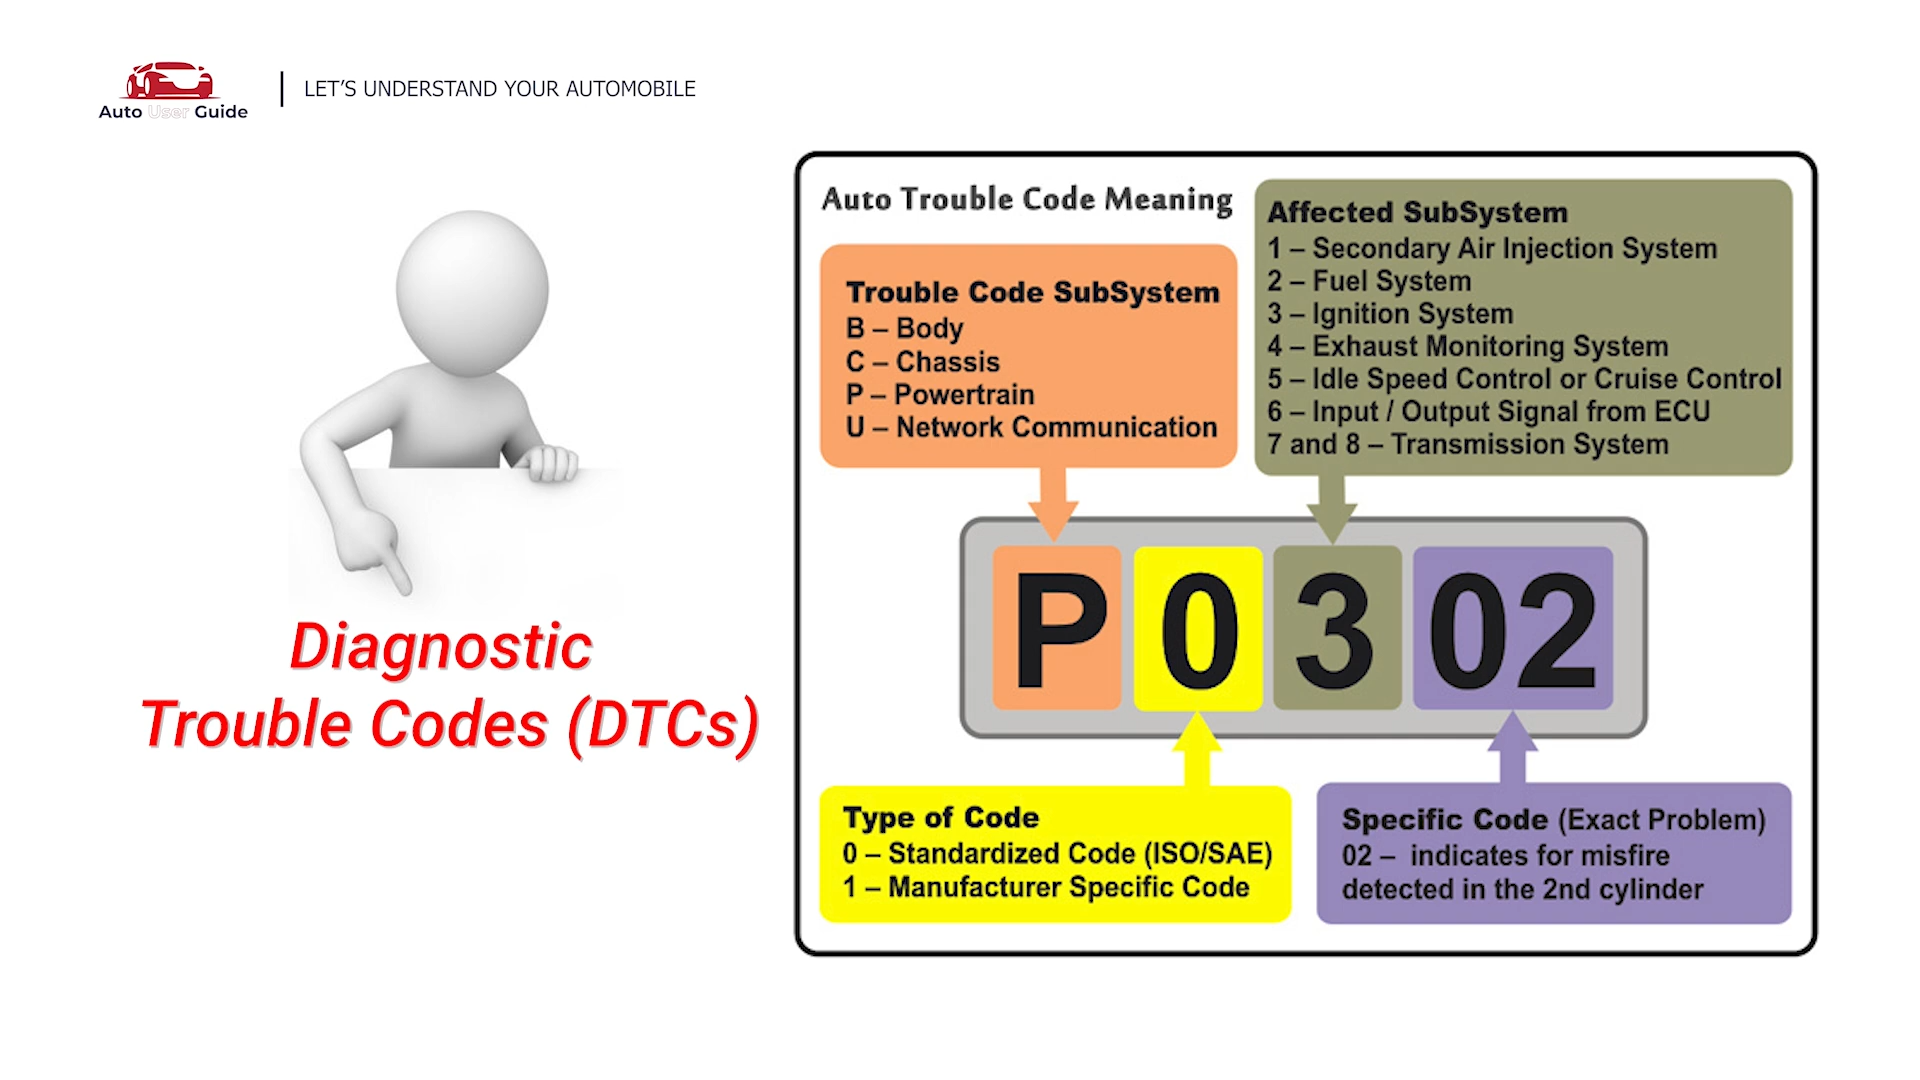 Auto User Guide
LET'S UNDERSTAND YOUR AUTOMOBILE
Diagnostic
Trouble Codes (DTCs)
Auto Trouble Code Meaning
Trouble Code SubSystem
B – Body
C – Chassis
P – Powertrain
U – Network Communication
Affected SubSystem
1 – Secondary Air Injection System
2 – Fuel System
3 – Ignition System
4 – Exhaust Monitoring System
5 – Idle Speed Control or Cruise Control
6 – Input / Output Signal from ECU
7 and 8 – Transmission System
P 0 3 02
Type of Code
0 – Standardized Code (ISO/SAE)
1 – Manufacturer Specific Code
Specific Code (Exact Problem)
02 – indicates for misfire
detected in the 2nd cylinder